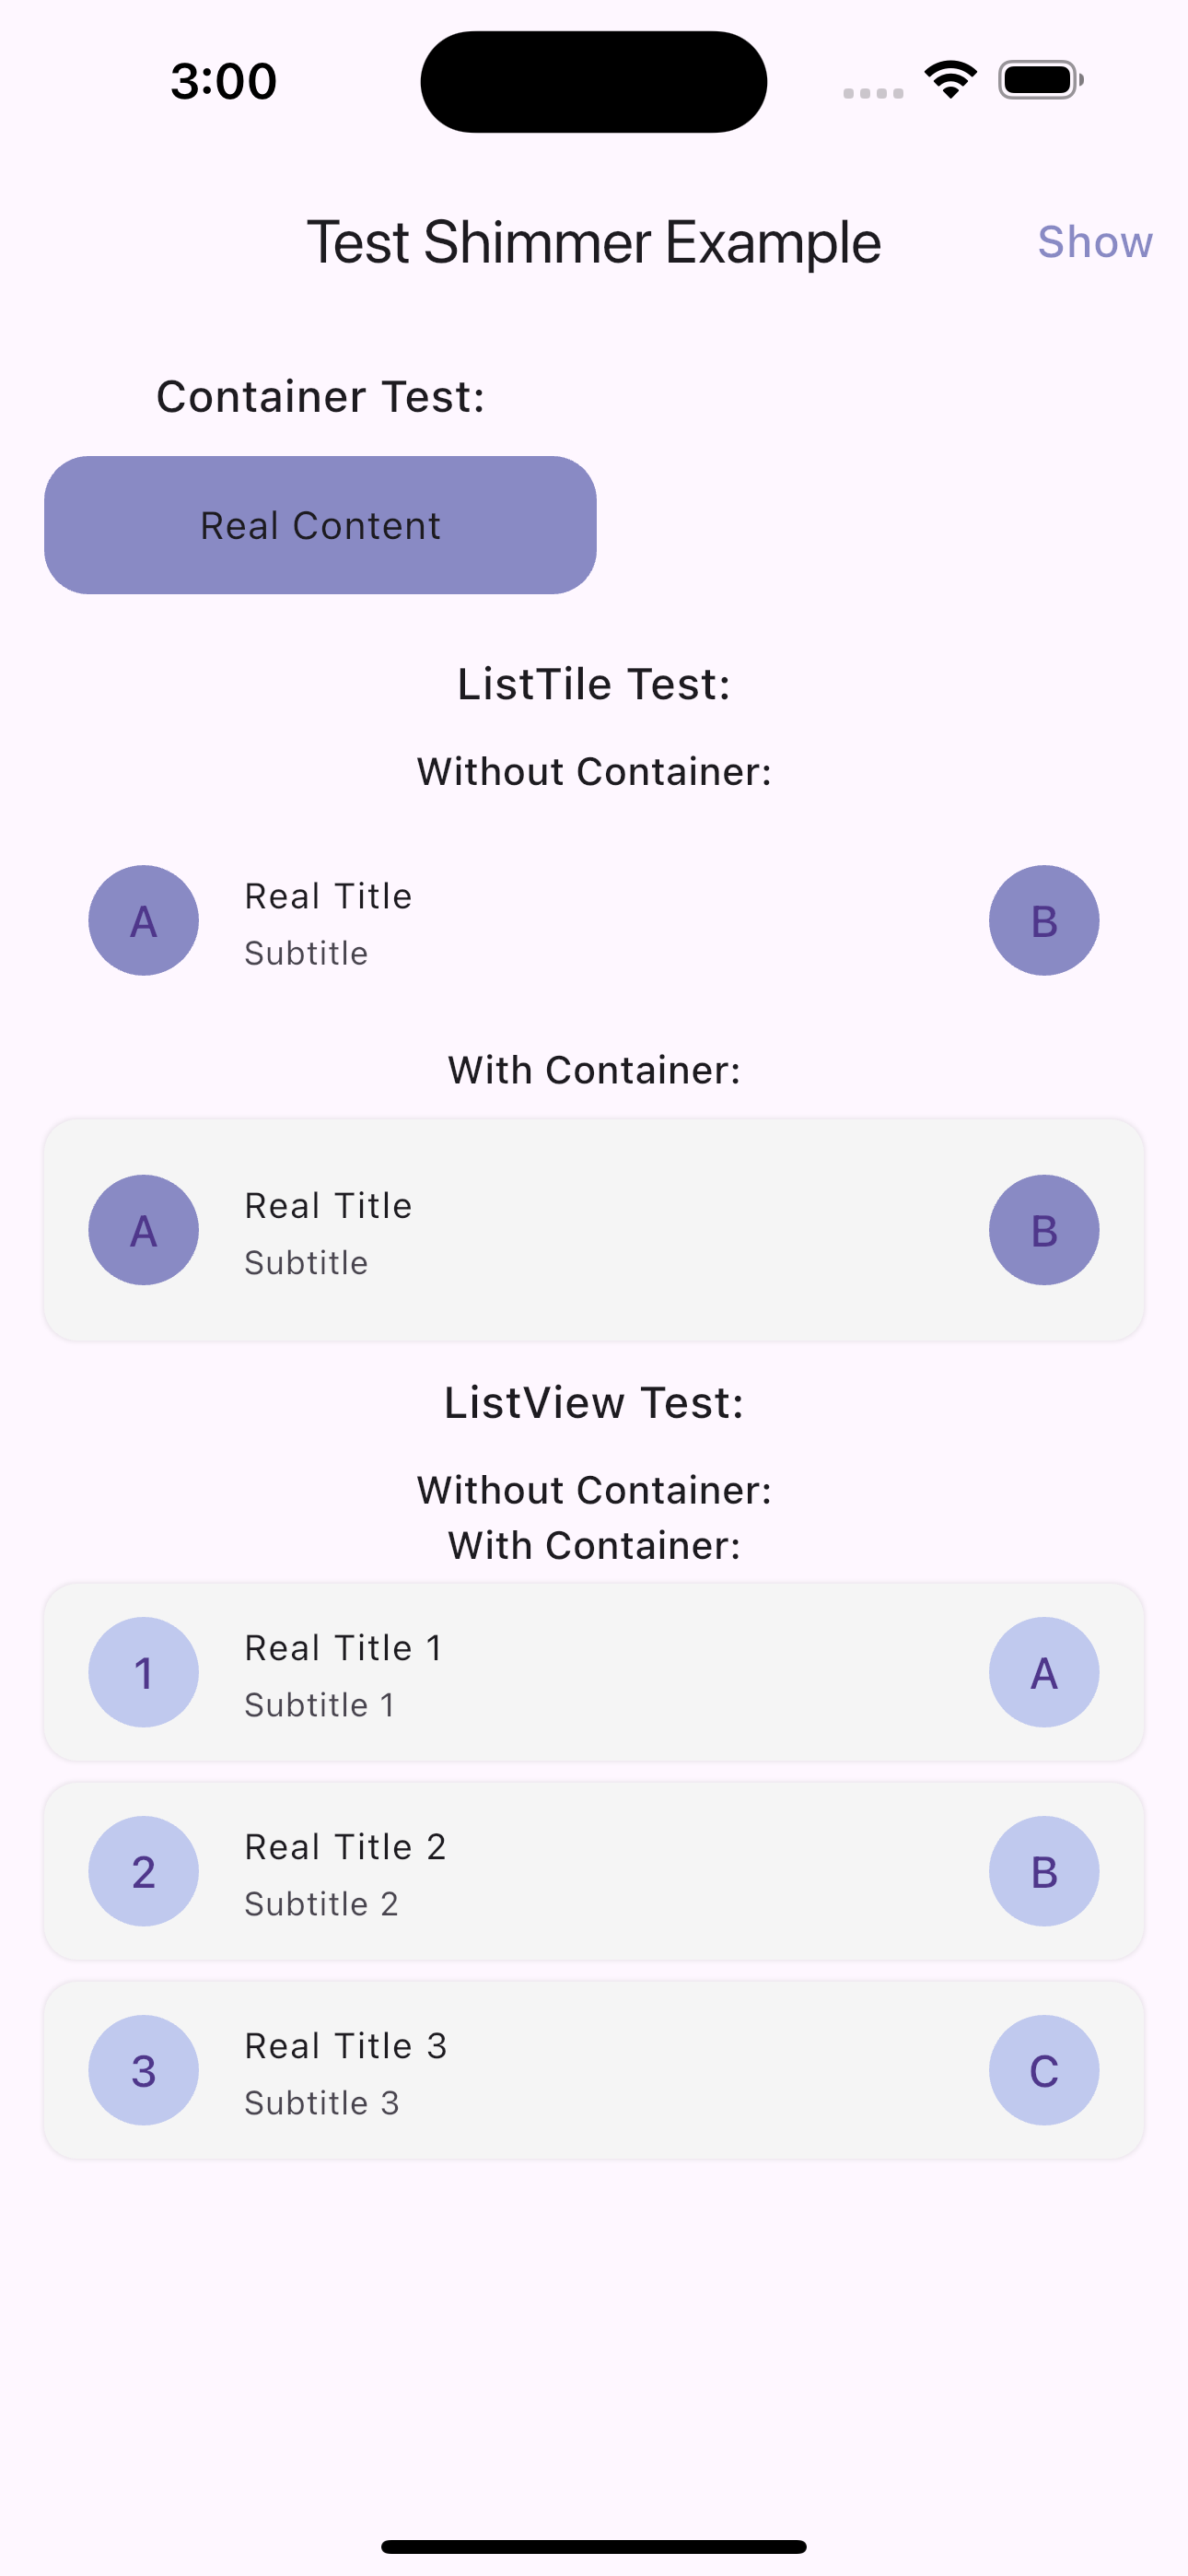 3:00
Test Shimmer Example
Show
Container Test:
Real Content
ListTile Test:
Without Container:
A
Real Title
Subtitle
B
With Container:
A
Real Title
Subtitle
B
ListView Test:
Without Container:
With Container:
1
Real Title 1
Subtitle 1
A
2
Real Title 2
Subtitle 2
B
3
Real Title 3
Subtitle 3
C